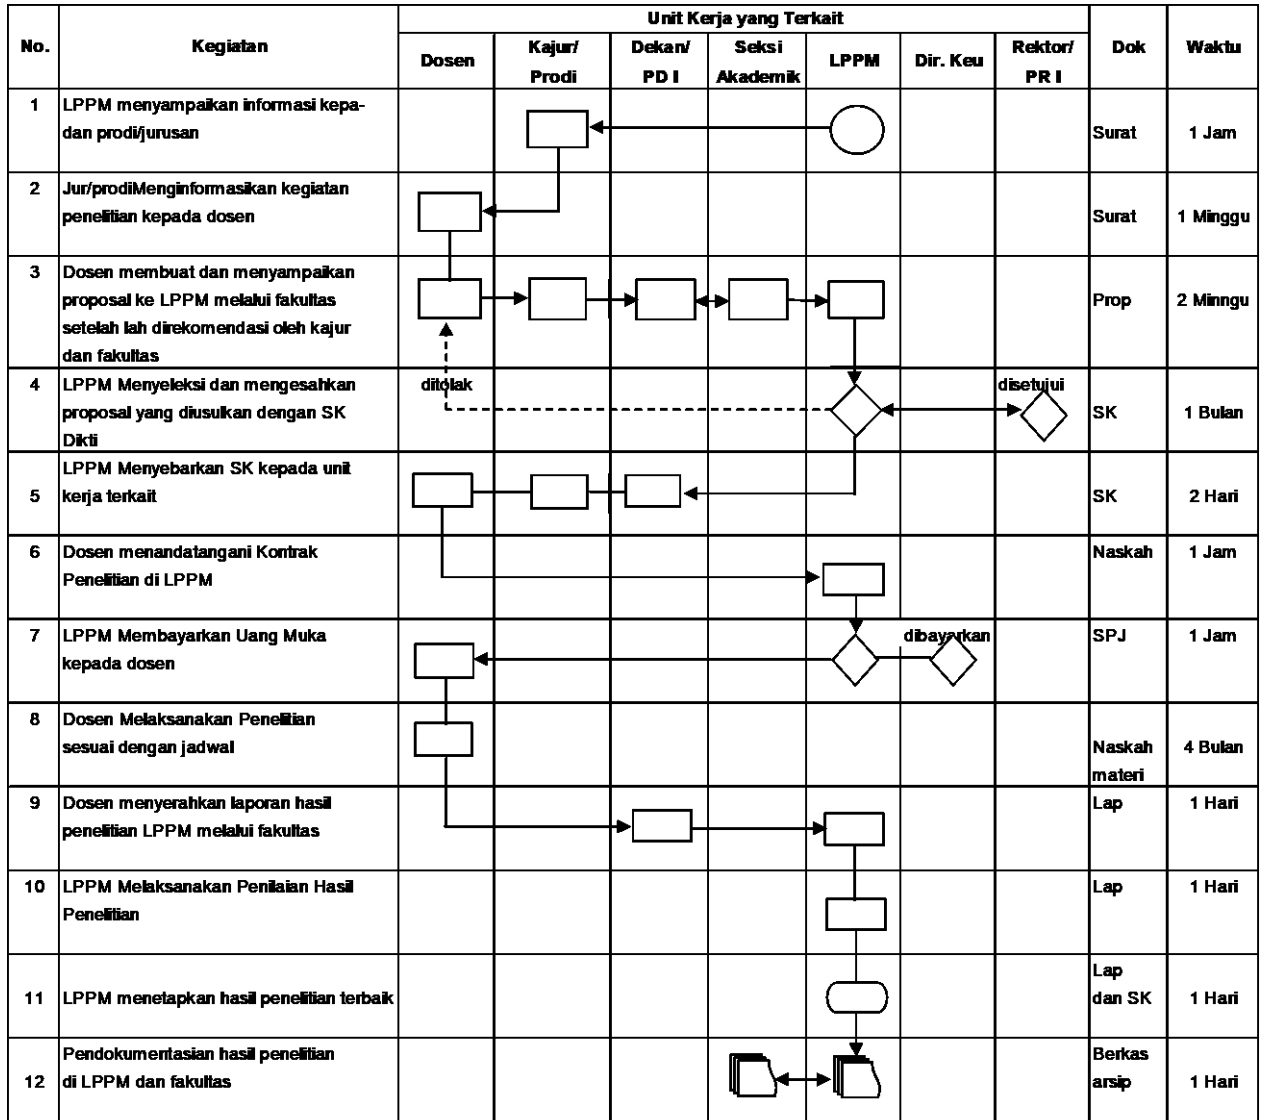 Unit Kerja yang Terkait
No. Kegiatan Dosen Kajur/ Dekan/ Seksi LPPM Dir. Keu Rektor/ Dok Waktu
Prodi PD I Akademik PR I
1 LPPM menyampaikan informasi kepa-
dan prodi/jurusan Surat 1 Jam
2 Jur/prodiMenginformasikan kegiatan
penelitian kepada dosen Surat 1 Minggu
3 Dosen membuat dan menyampaikan
proposal ke LPPM melalui fakultas Prop 2 Minngu
setelah lah direkomendasi oleh kajur
dan fakultas
4 LPPM Menyeleksi dan mengesahkan ditolak disetujui
proposal yang diusulkan dengan SK SK 1 Bulan
Dikti
LPPM Menyebarkan SK kepada unit
5 kerja terkait SK 2 Hari
6 Dosen menandatangani Kontrak Naskah 1 Jam
Penelitian di LPPM
7 LPPM Membayarkan Uang Muka dibayarkan SPJ 1 Jam
kepada dosen
8 Dosen Melaksanakan Penelitian
sesuai dengan jadwal Naskah 4 Bulan
materi
9 Dosen menyerahkan laporan hasil Lap 1 Hari
penelitian LPPM melalui fakultas
10 LPPM Melaksanakan Penilaian Hasil Lap 1 Hari
Penelitian
Lap
11 LPPM menetapkan hasil penelitian terbaik dan SK 1 Hari
Pendokumentasian hasil penelitian Berkas
12 di LPPM dan fakultas arsip 1 Hari